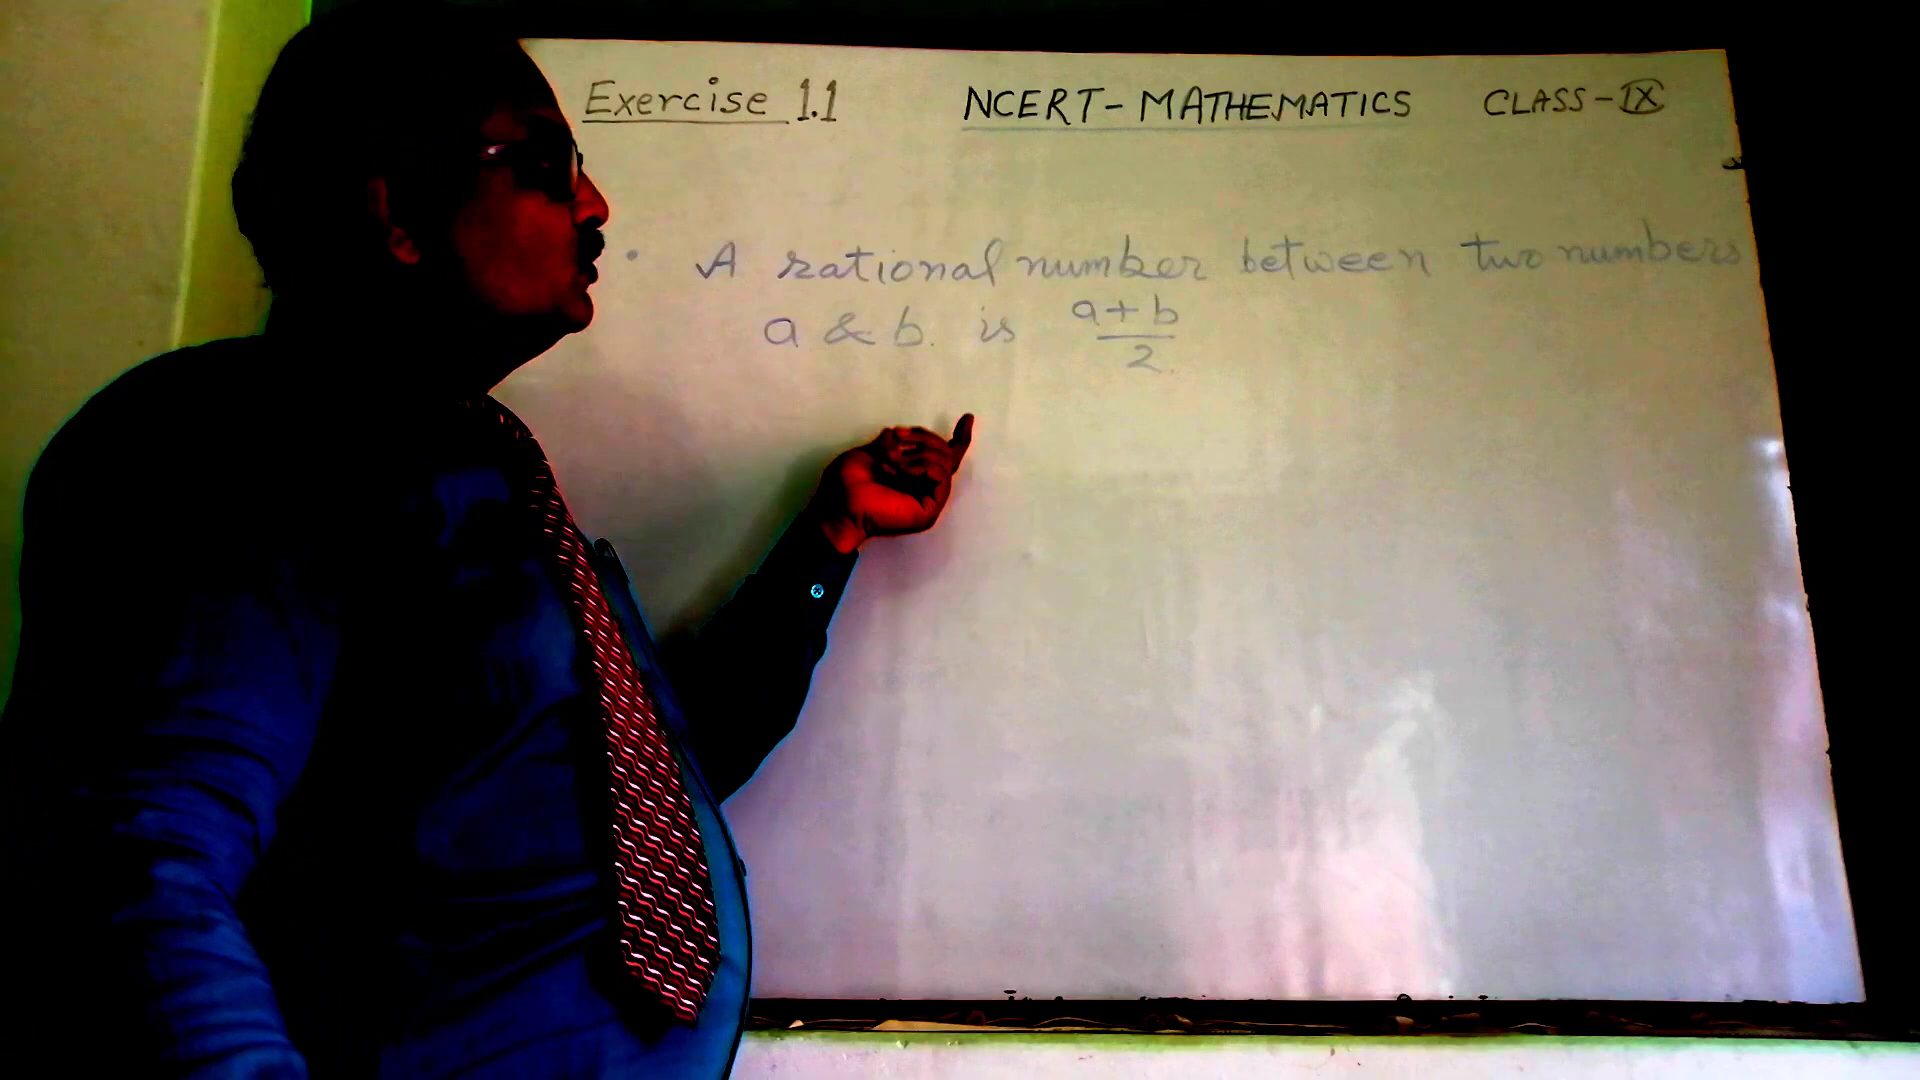 Exercise 1.1 NCERT-MATHEMATICS CLASS-IX
• A rational number between two numbers
a & b. is a+b/2.